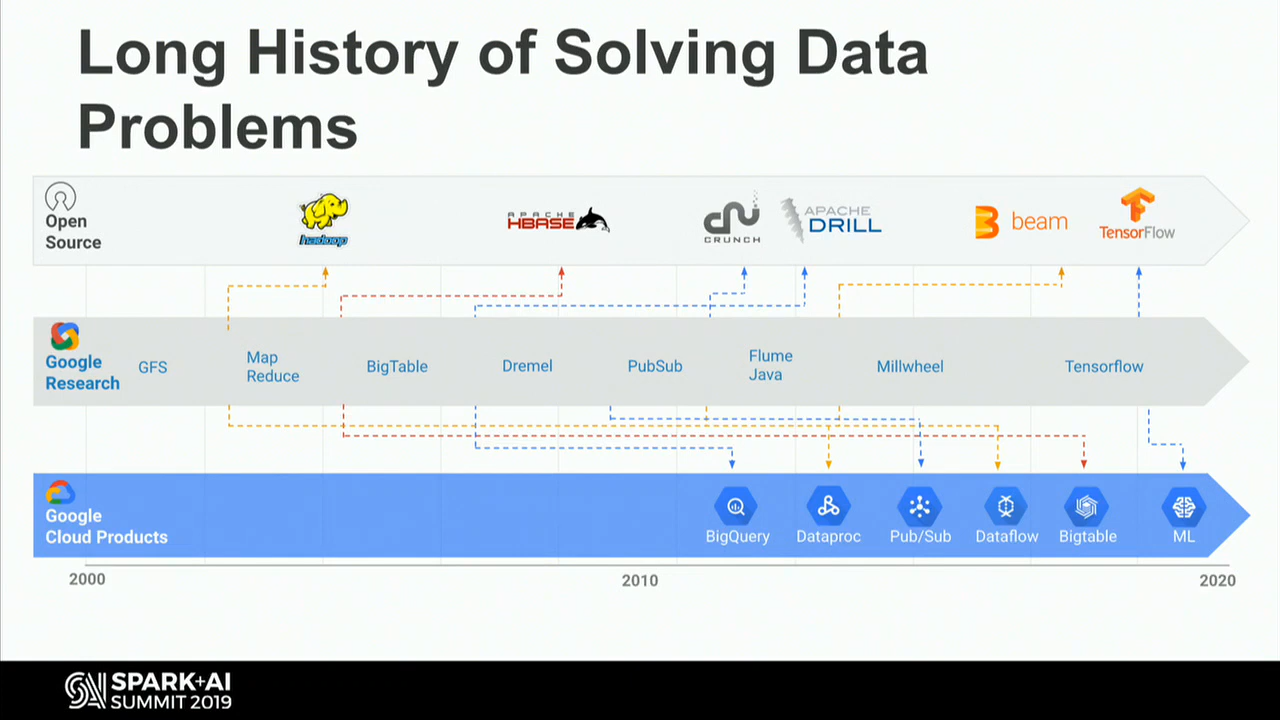 Long History of Solving Data
Problems
Open
Source
hadoop
APACHE
HBASE
CRUNCH
APACHE
DRILL
beam
TensorFlow
Google
Research
GFS
Map
Reduce
BigTable
Dremel
PubSub
Flume
Java
Millwheel
Tensorflow
Google
Cloud Products
BigQuery
Dataproc
Pub/Sub
Dataflow
Bigtable
ML
2000
2010
2020
SPARK+AI
SUMMIT 2019